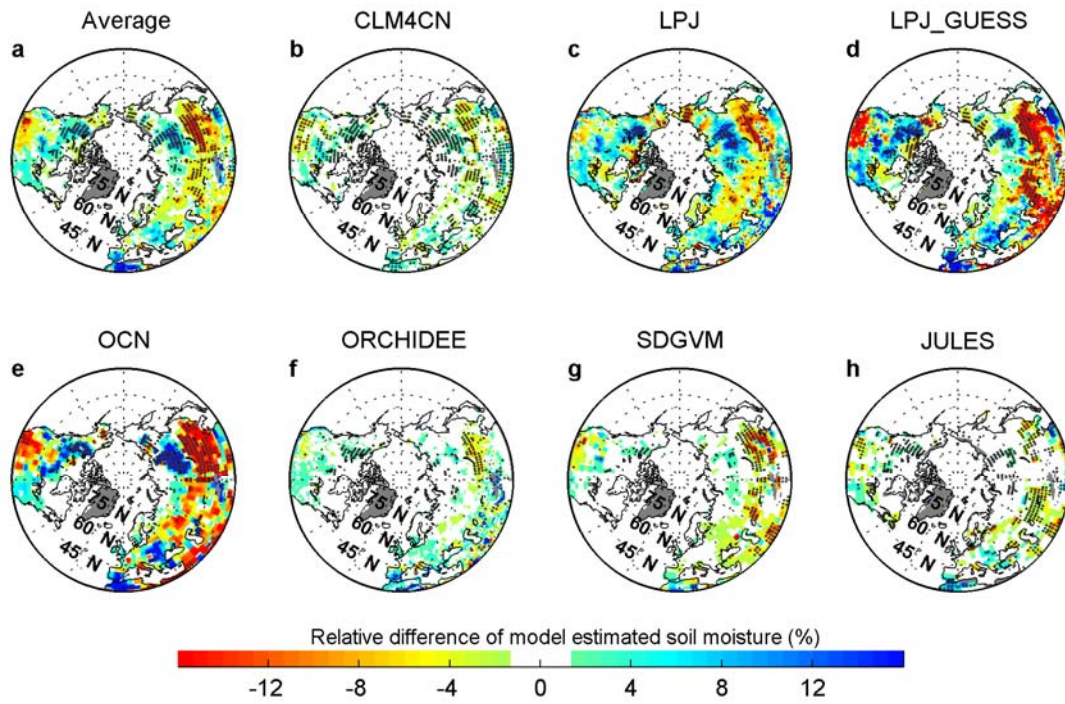 Average CLM4CN LPJ LPJ_GUESS
a b c d
75 60 N 45 N 75 60 N 45 N 75 60 N 45 N 75 60 N 45 N
OCN ORCHIDEE SDGVM JULES
e f g h
75 60 N 45 N 75 60 N 45 N 75 60 N 45 N 75 60 N 45 N
Relative difference of model estimated soil moisture (%)
-12 -8 -4 0 4 8 12